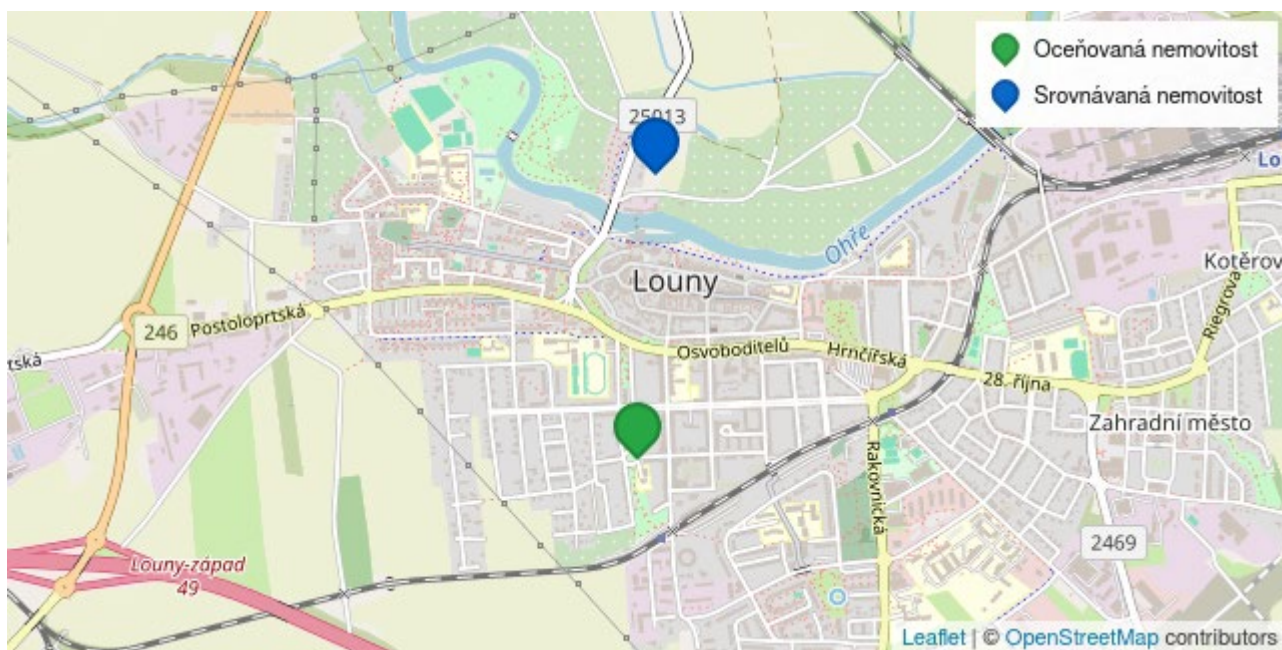 Oceňovaná nemovitost
Srovnávaná nemovitost
25013
Lo
Ohře
Louny
Kotěrov
Riegrova
246
Postoloprtská
tská
Osvoboditelů
Hrnčířská
28. října
Zahradní město
Rakovnická
2469
Louny-západ
49
Leaflet | © OpenStreetMap contributors